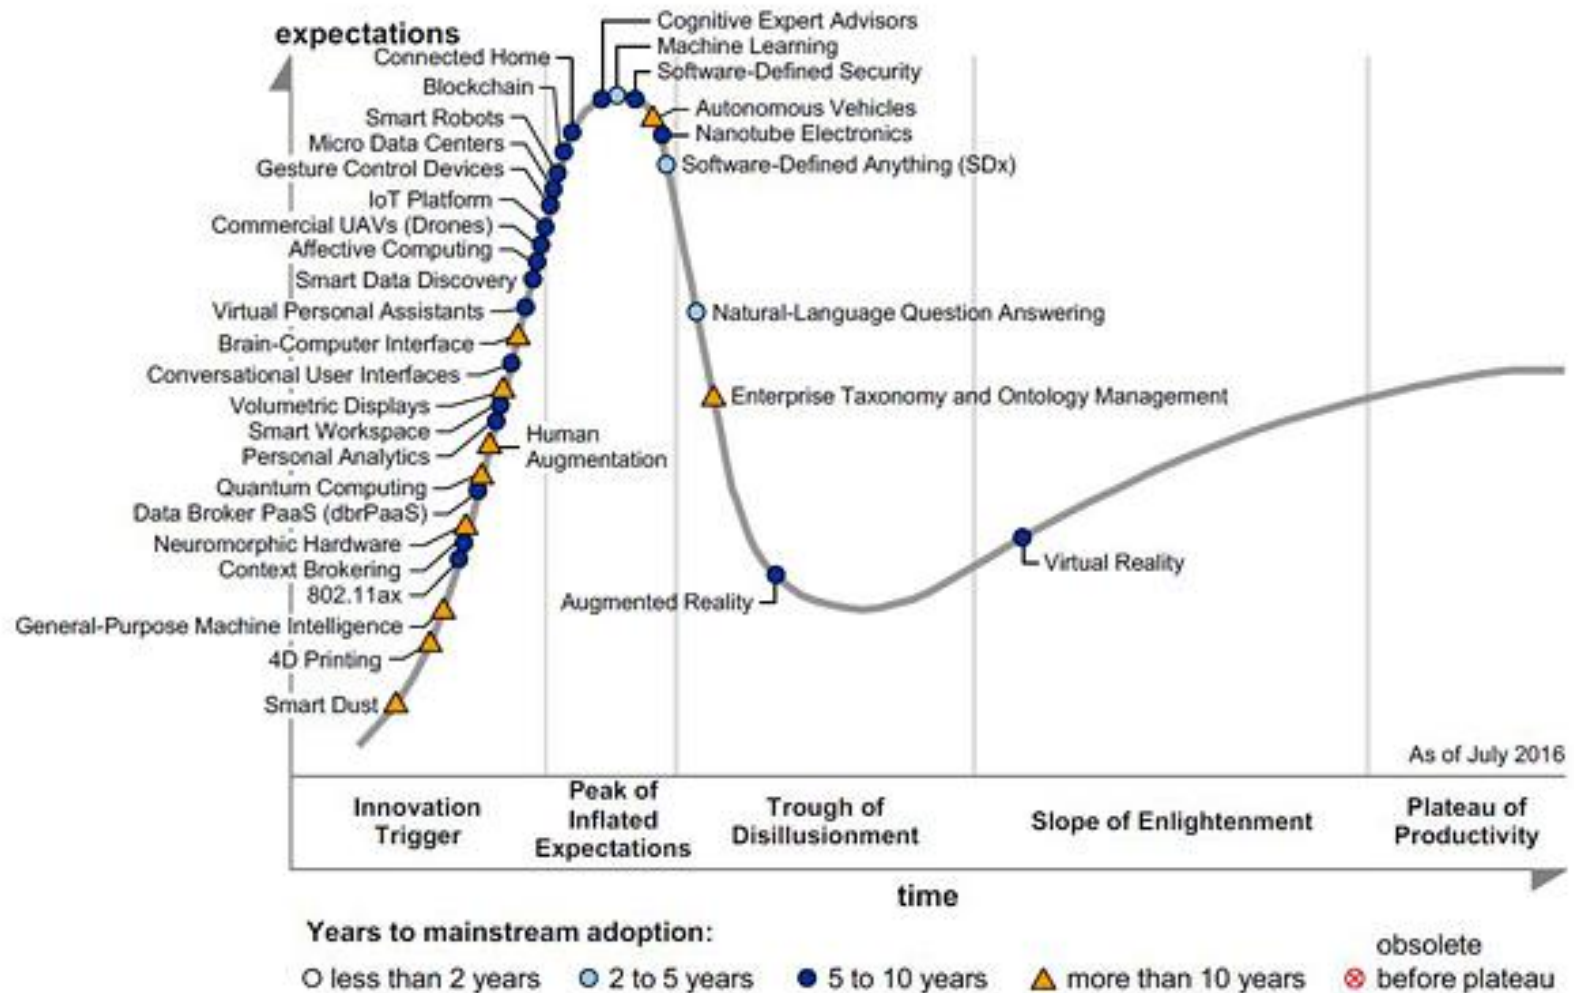 expectations
Cognitive Expert Advisors
Machine Learning
Connected Home
Software-Defined Security
Blockchain
Autonomous Vehicles
Smart Robots
Nanotube Electronics
Micro Data Centers
Software-Defined Anything (SDx)
Gesture Control Devices
IoT Platform
Commercial UAVs (Drones)
Affective Computing
Smart Data Discovery
Virtual Personal Assistants
Natural-Language Question Answering
Brain-Computer Interface
Conversational User Interfaces
Enterprise Taxonomy and Ontology Management
Volumetric Displays
Smart Workspace
Human
Augmentation
Personal Analytics
Quantum Computing
Data Broker PaaS (dbrPaaS)
Neuromorphic Hardware
Context Brokering
802.11ax
Virtual Reality
Augmented Reality
General-Purpose Machine Intelligence
4D Printing
Smart Dust
As of July 2016
Innovation
Trigger
Peak of
Inflated
Expectations
Trough of
Disillusionment
Slope of Enlightenment
Plateau of
Productivity
time
Years to mainstream adoption:
less than 2 years
2 to 5 years
5 to 10 years
more than 10 years
obsolete
before plateau